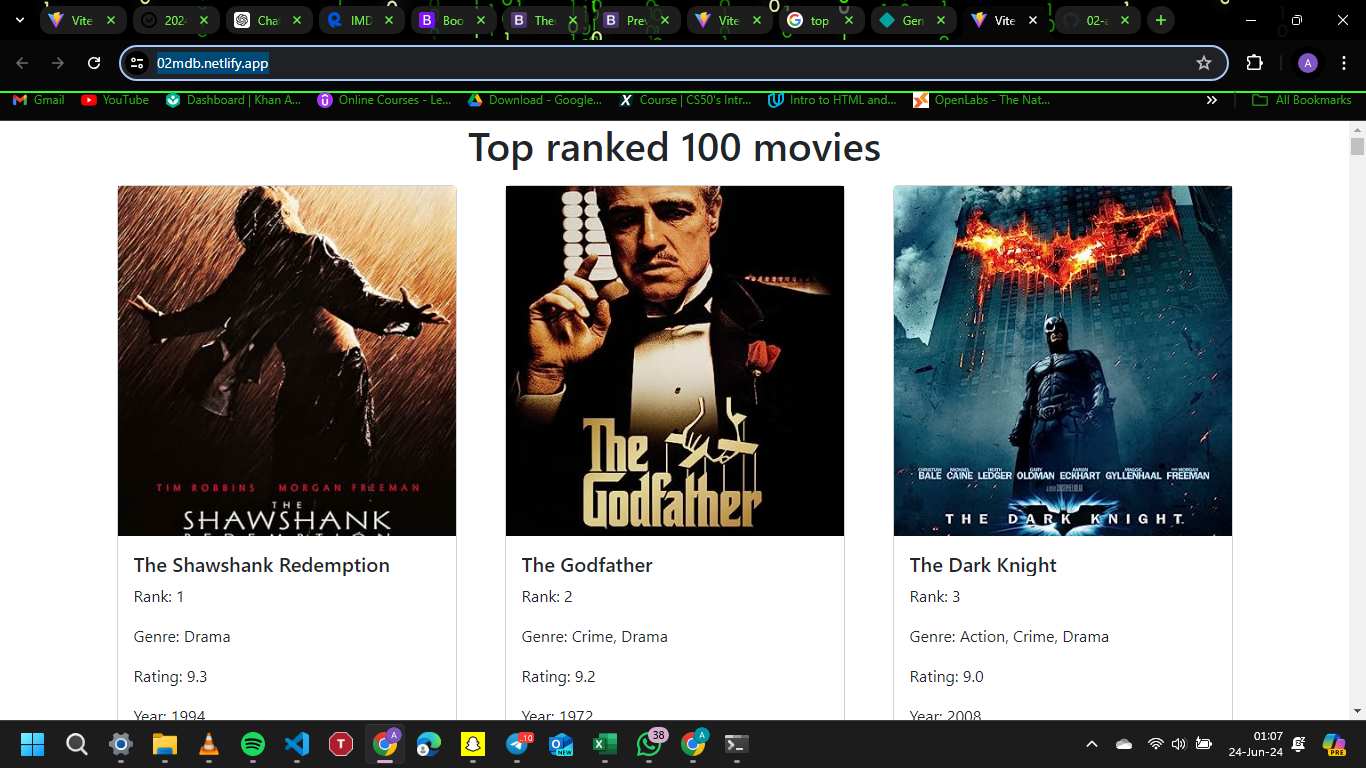 Vite
2024
Chat
IMD
Boo
The
Prev
Vite
top
Gen
Vite
02-a
02mdb.netlify.app
A
Gmail
YouTube
Dashboard | Khan A...
Online Courses - Le...
Download - Google...
Course | CS50's Intr...
Intro to HTML and...
OpenLabs - The Nat...
All Bookmarks
Top ranked 100 movies
TIM ROBBINS MORGAN FREEMAN
THE
SHAWSHANK
REDEMPTION
The
Godfather
CHRISTIAN BALE MICHAEL CAINE HEATH LEDGER GARY OLDMAN AARON ECKHART MAGGIE GYLLENHAAL AND MORGAN FREEMAN
THE DARK KNIGHT
The Shawshank Redemption
Rank: 1
Genre: Drama
Rating: 9.3
Year: 1994
The Godfather
Rank: 2
Genre: Crime, Drama
Rating: 9.2
Year: 1972
The Dark Knight
Rank: 3
Genre: Action, Crime, Drama
Rating: 9.0
Year: 2008
T
A
.10
NEW
38
A
01:07
24-Jun-24
PRE